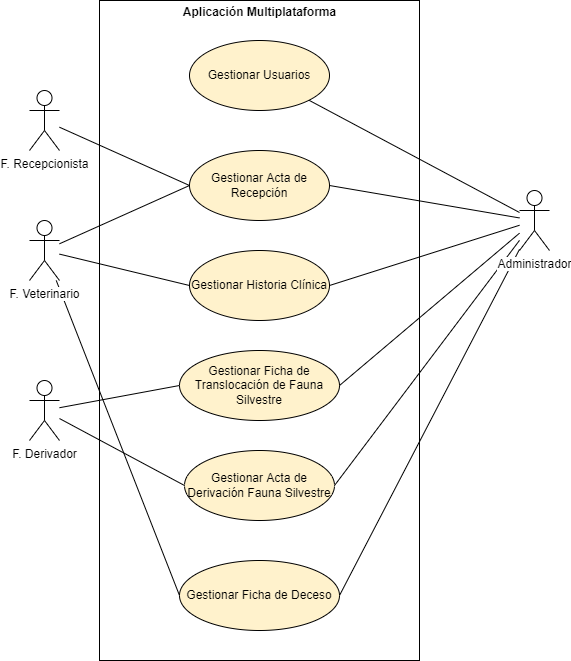 Aplicación Multiplataforma
Gestionar Usuarios
F. Recepcionista
Gestionar Acta de
Recepción
Administrador
F. Veterinario
Gestionar Historia Clínica
Gestionar Ficha de
Translocación de Fauna
Silvestre
F. Derivador
Gestionar Acta de
Derivación Fauna Silvestre
Gestionar Ficha de Deceso